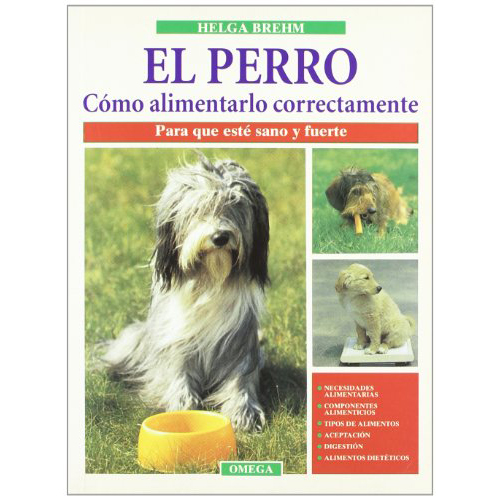 HELGA BREHM
EL PERRO
Cómo alimentarlo correctamente
Para que esté sano y fuerte
NECESIDADES
ALIMENTARIAS
COMPONENTES
ALIMENTICIOS
TIPOS DE ALIMENTOS
ACEPTACIÓN
DIGESTIÓN
ALIMENTOS DIETÉTICOS
OMEGA